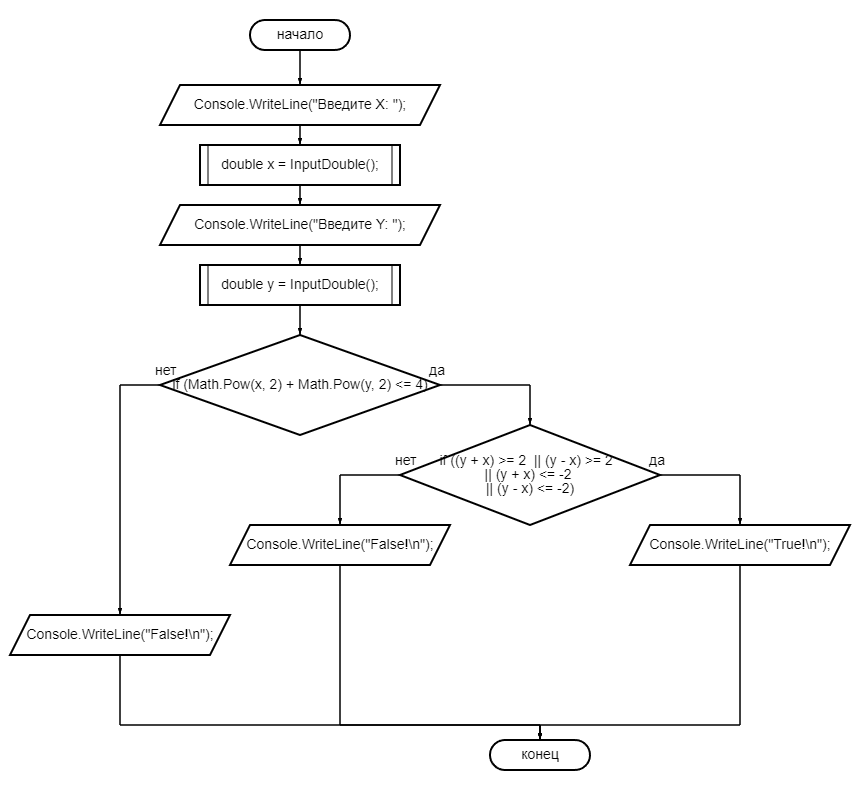 начало
Console.WriteLine("Введите X: ");
double x = InputDouble();
Console.WriteLine("Введите Y: ");
double y = InputDouble();
нет
да
if (Math.Pow(x, 2) + Math.Pow(y, 2) <= 4)
нет
да
if ((y + x) >= 2 || (y - x) >= 2
|| (y + x) <= -2
|| (y - x) <= -2)
Console.WriteLine("False!\n");
Console.WriteLine("True!\n");
Console.WriteLine("False!\n");
конец